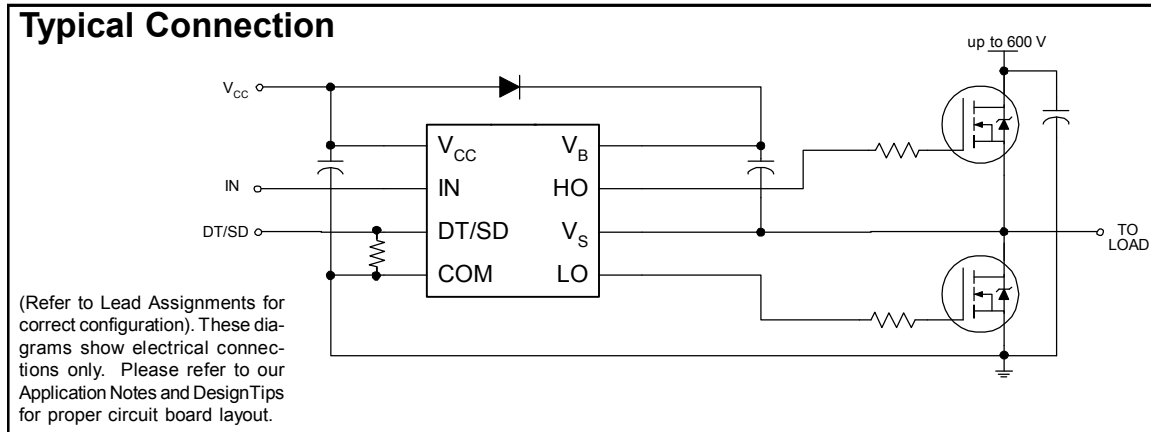 Typical Connection
up to 600 V
VCC
VCC
VB
IN
IN
HO
DT/SD
DT/SD
VS
TO
LOAD
COM
LO
(Refer to Lead Assignments for
correct configuration). These dia-
grams show electrical connec-
tions only. Please refer to our
Application Notes and DesignTips
for proper circuit board layout.